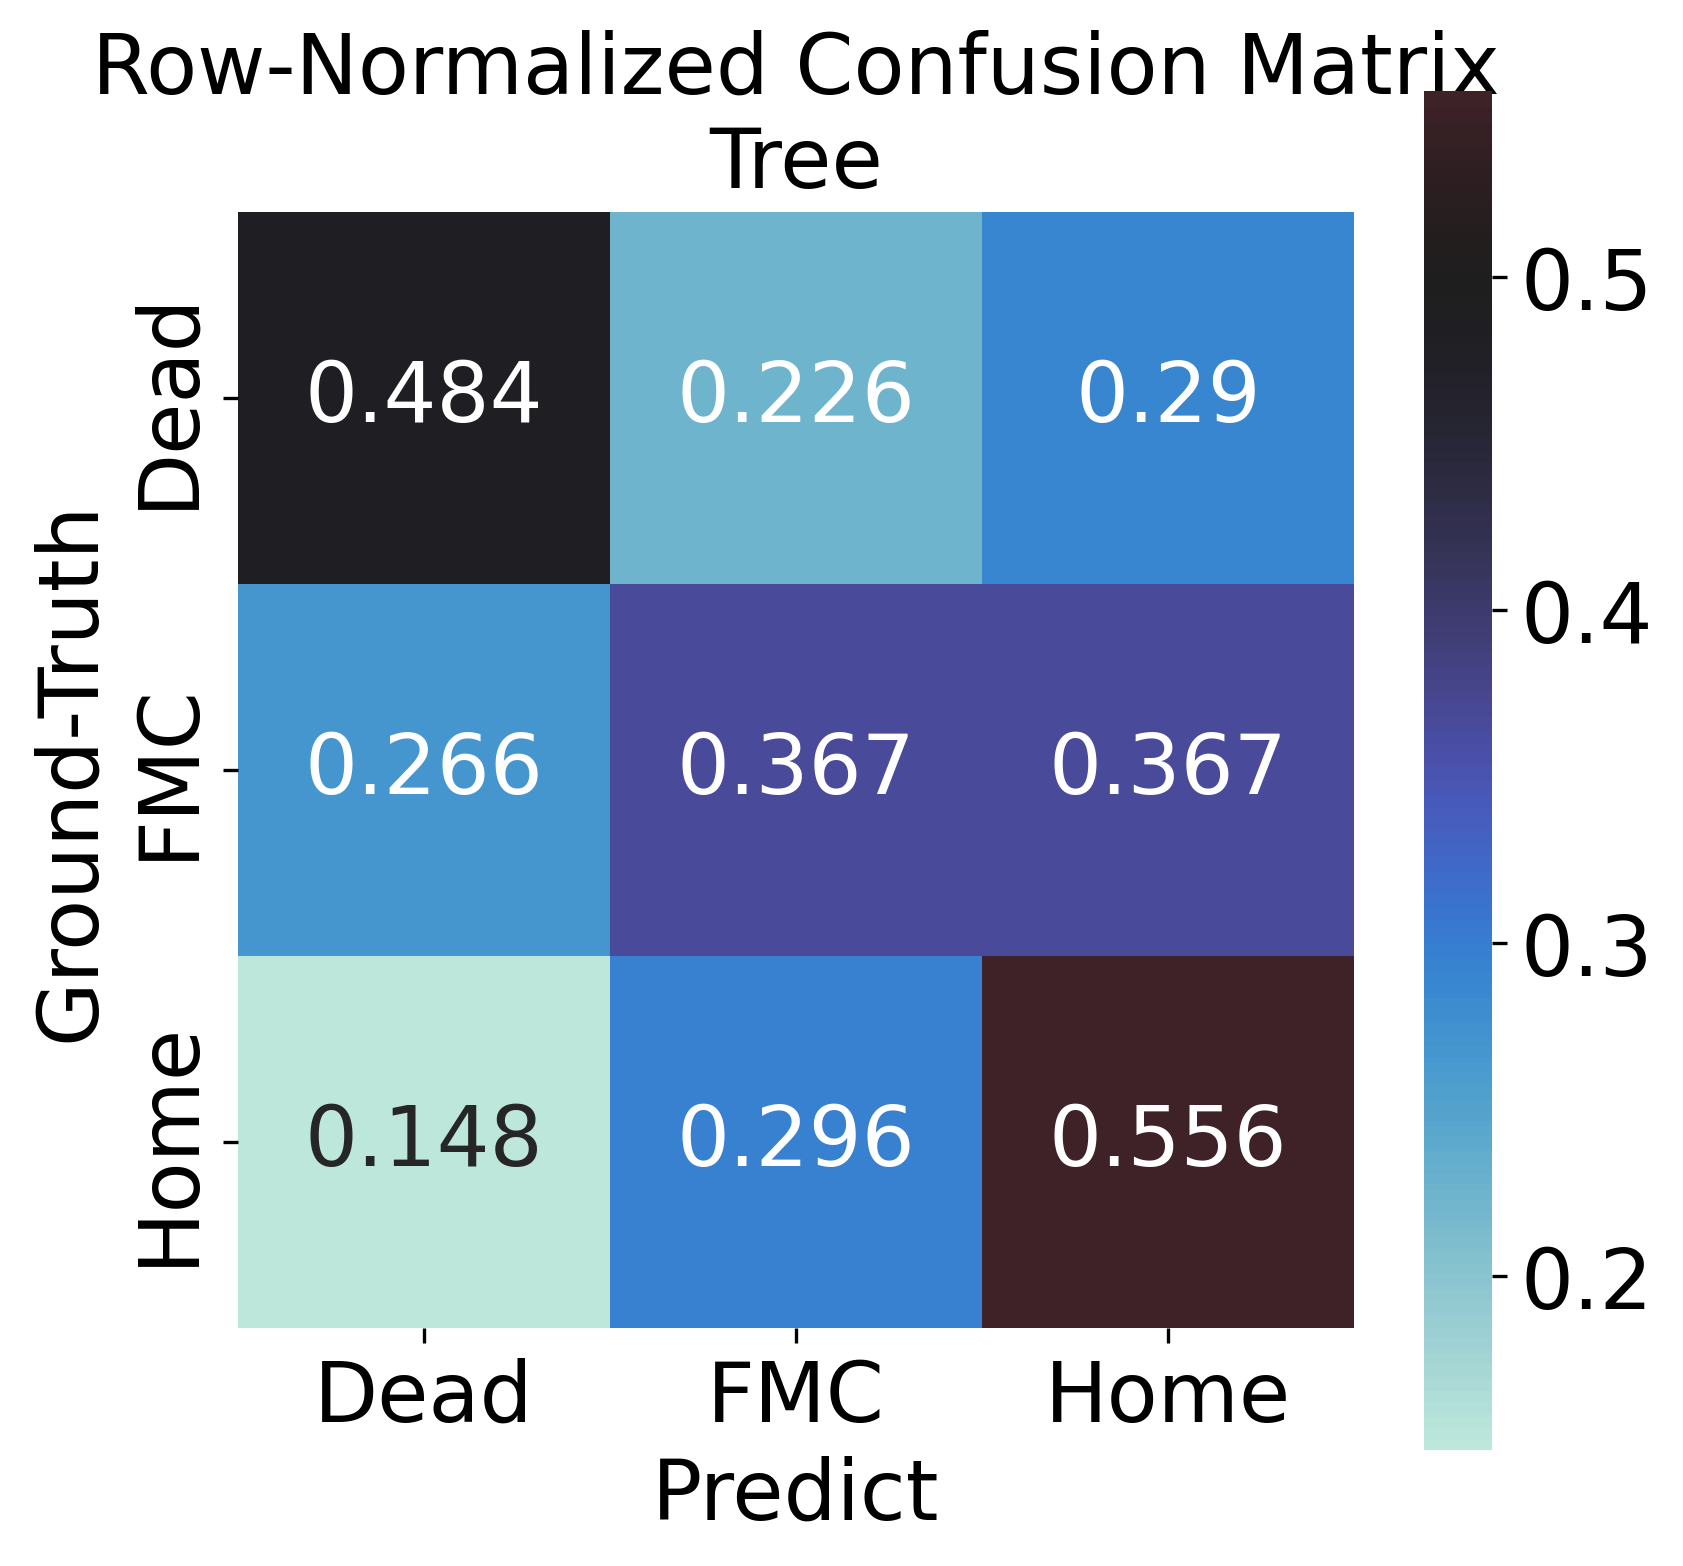 Row-Normalized Confusion Matrix
Tree
Ground-Truth
Dead
0.484 0.226 0.29
FMC
0.266 0.367 0.367
Home
0.148 0.296 0.556
Dead FMC Home
Predict
0.5
0.4
0.3
0.2